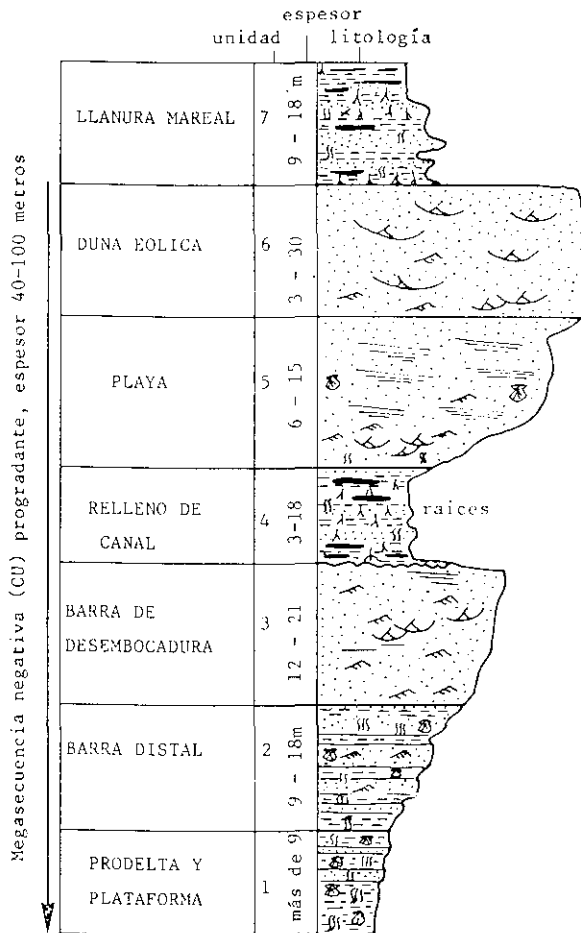 espesor
unidad litología
LLANURA MAREAL 7 9 - 18 m
DUNA EOLICA 6 3 - 30
PLAYA 5 6 - 15
RELLENO DE
CANAL 4 3-18 raices
BARRA DE
DESEMBOCADURA 3 12 - 21
BARRA DISTAL 2 9 - 18m
PRODELTA Y
PLATAFORMA 1 más de 9
Megasecuencia negativa (CU) progradante, espesor 40-100 metros